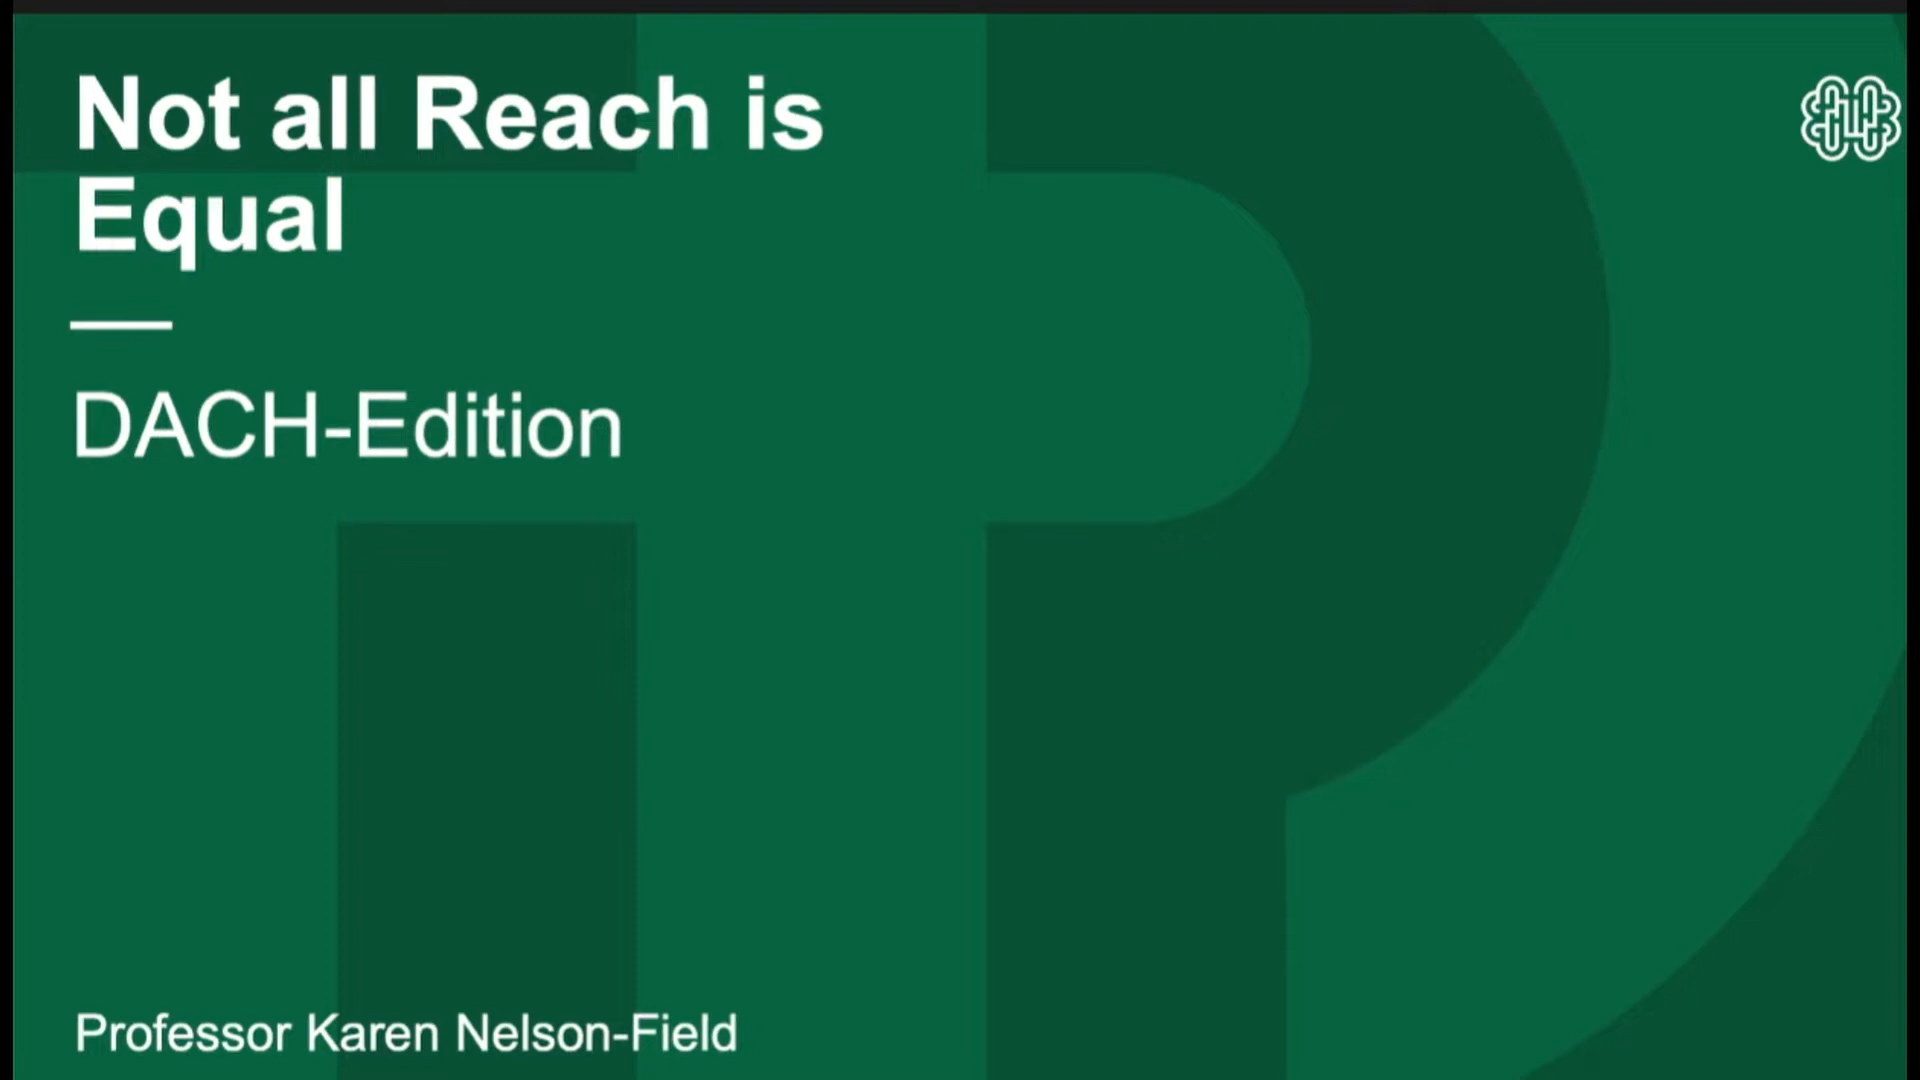 Not all Reach is
Equal
DACH-Edition
Professor Karen Nelson-Field